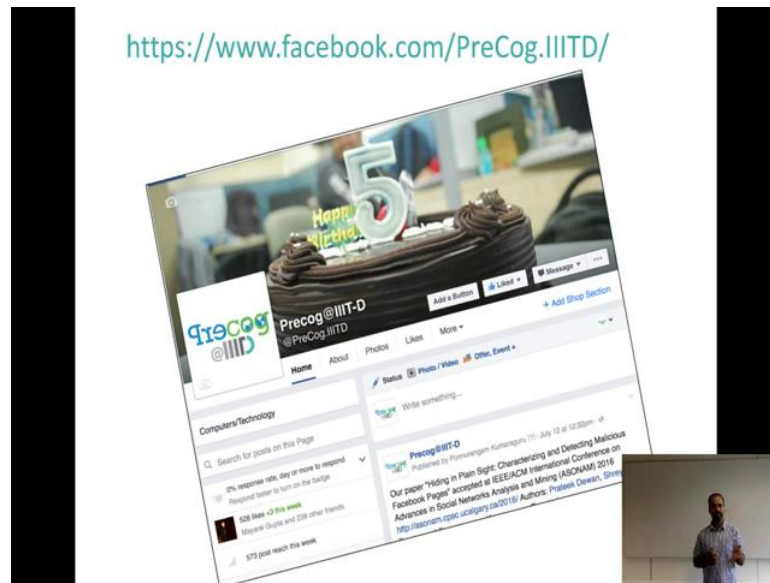 https://www.facebook.com/PreCog.IIITD/
Happy
Birthday
5
Precog
@IIITD
Precog@IIIT-D
@PreCog.IIITD
Add a Button
Liked
Message
Home
About
Photos
Likes
More
+ Add Shop Section
Computers/Technology
Search for posts on this Page
0% response rate, day or more to respond
Respond faster to turn on the badge
528 likes +3 this week
Mayank Gupta and 238 other friends
573 post reach this week
Status
Photo / Video
Offer, Event +
Write something...
Precog@IIIT-D
Published by Ponnurangam Kumaraguru [?] · July 12 at 12:32pm ·
Our paper "Hiding in Plain Sight: Characterizing and Detecting Malicious
Facebook Pages" accepted at IEEE/ACM International Conference on
Advances in Social Networks Analysis and Mining (ASONAM) 2016
http://asonam.cpsc.ucalgary.ca/2016/ Authors: Prateek Dewan, Shrey